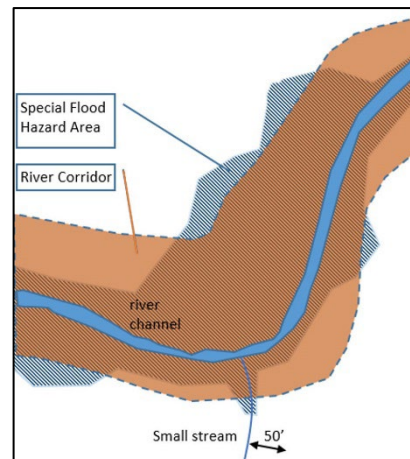 Special Flood
Hazard Area
River Corridor
river
channel
Small stream
50’